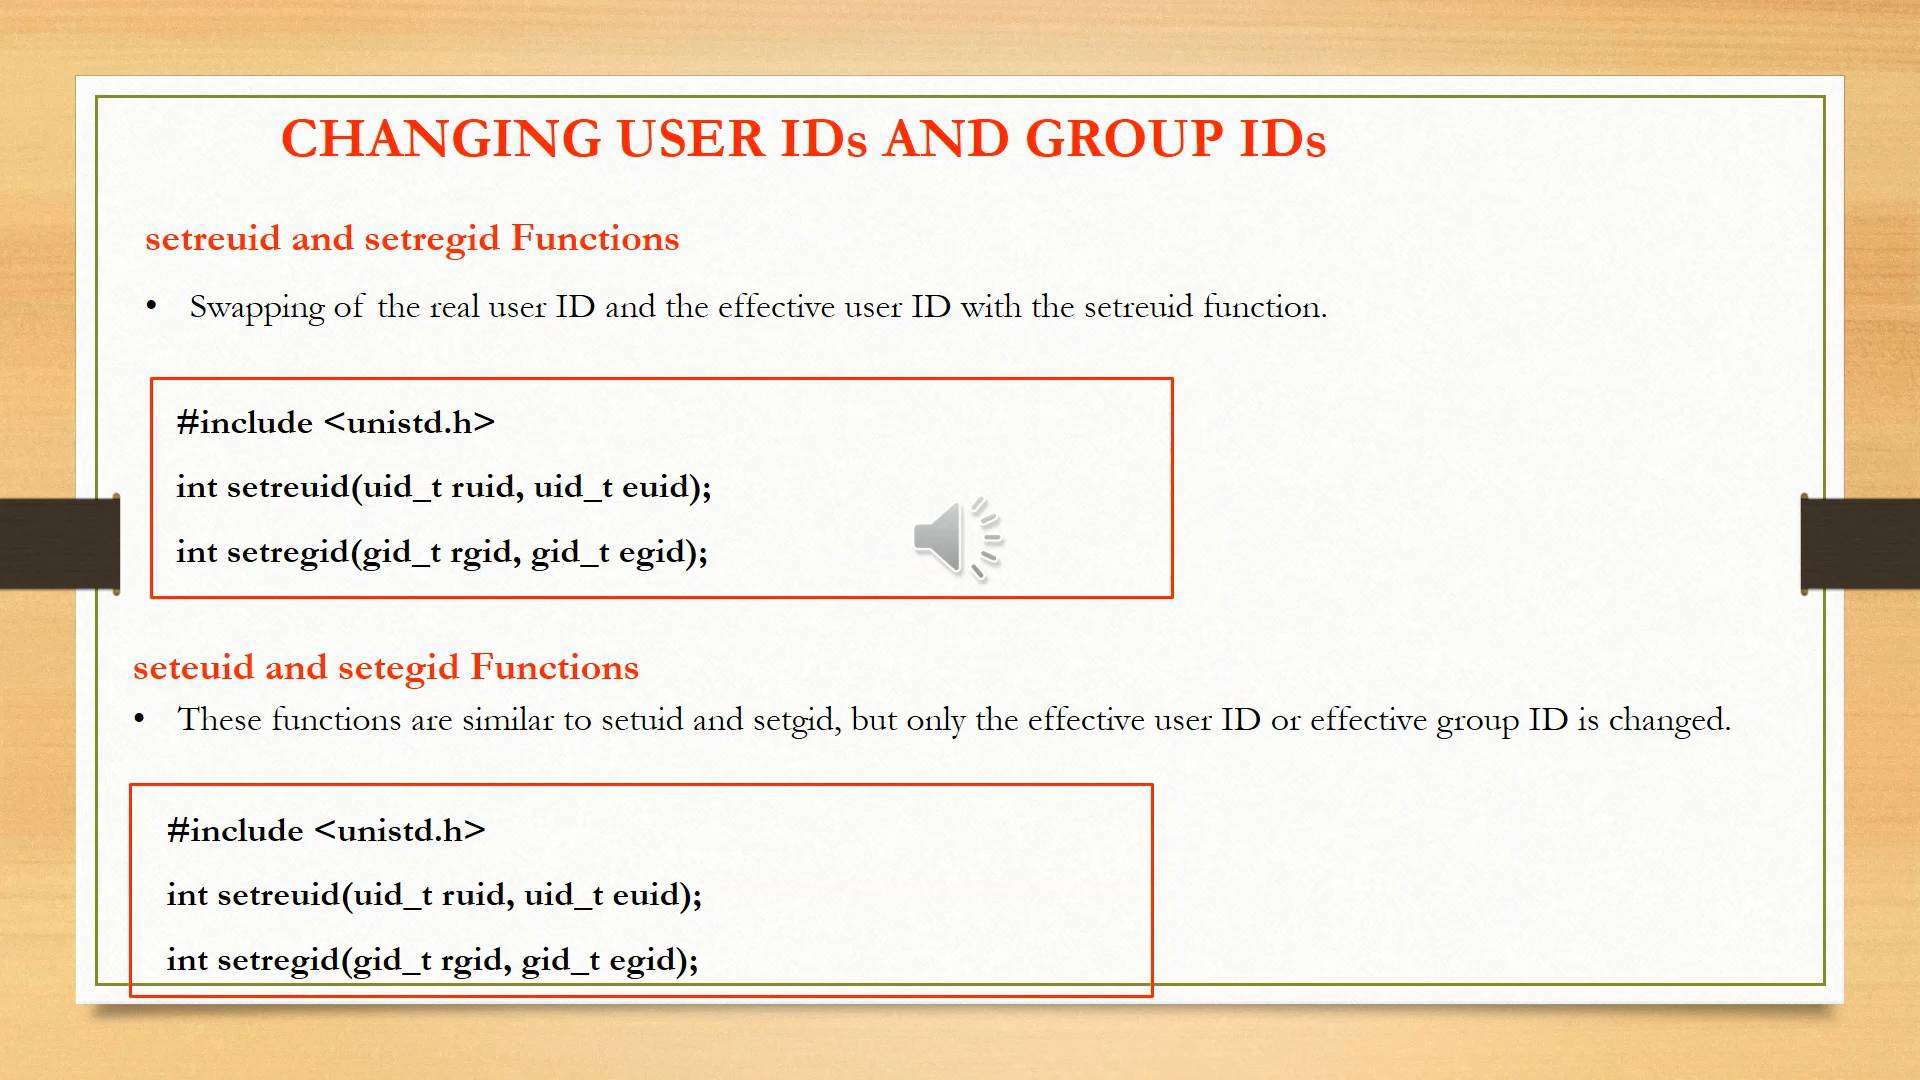 CHANGING USER IDs AND GROUP IDs
setreuid and setregid Functions
• Swapping of the real user ID and the effective user ID with the setreuid function.
#include <unistd.h>
int setreuid(uid_t ruid, uid_t euid);
int setregid(gid_t rgid, gid_t egid);
seteuid and setegid Functions
• These functions are similar to setuid and setgid, but only the effective user ID or effective group ID is changed.
#include <unistd.h>
int setreuid(uid_t ruid, uid_t euid);
int setregid(gid_t rgid, gid_t egid);